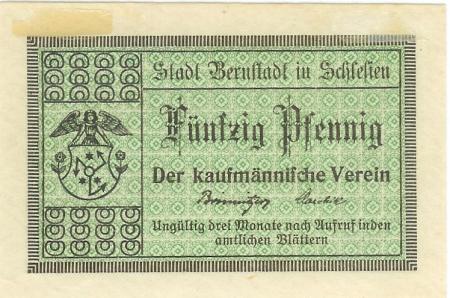 Stadt Bernstadt in Schlesien
Fünfzig Pfennig
Der kaufmännische Verein
Ungültig drei Monate nach Aufruf in den
amtlichen Blättern